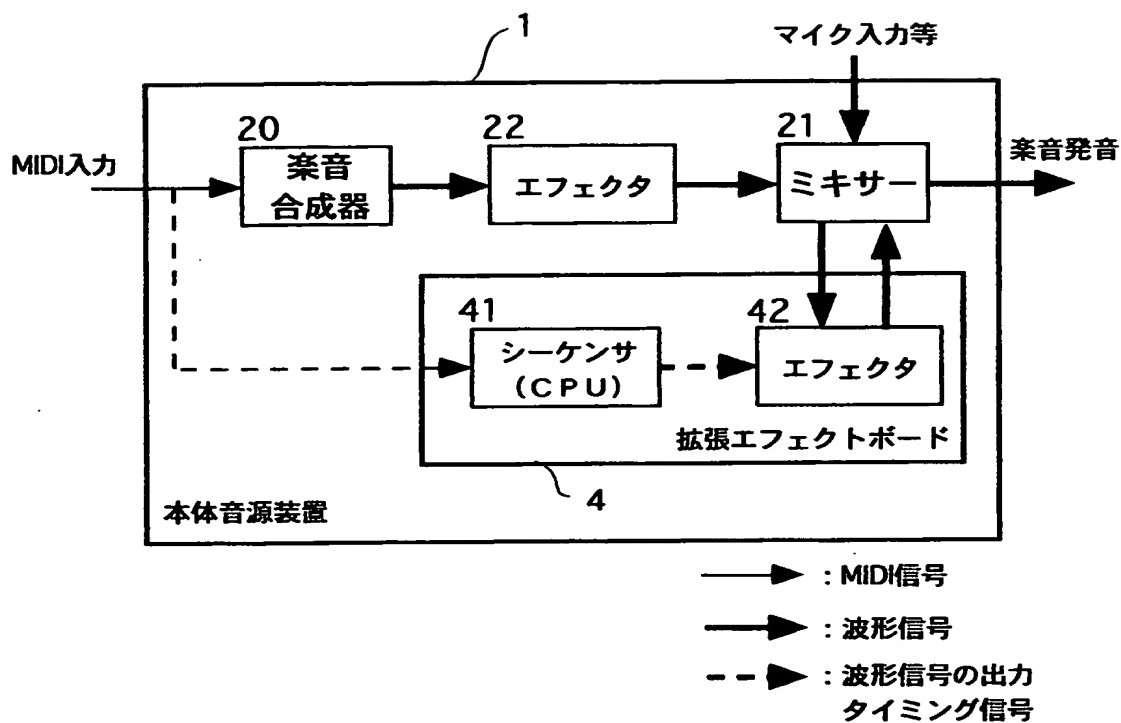 1
マイク入力等
20
22
21
MIDI入力
楽音
合成器
エフェクタ
ミキサー
楽音発音
41
42
シーケンサ
(CPU)
エフェクタ
拡張エフェクトボード
4
本体音源装置
:MIDI信号
:波形信号
:波形信号の出力
タイミング信号